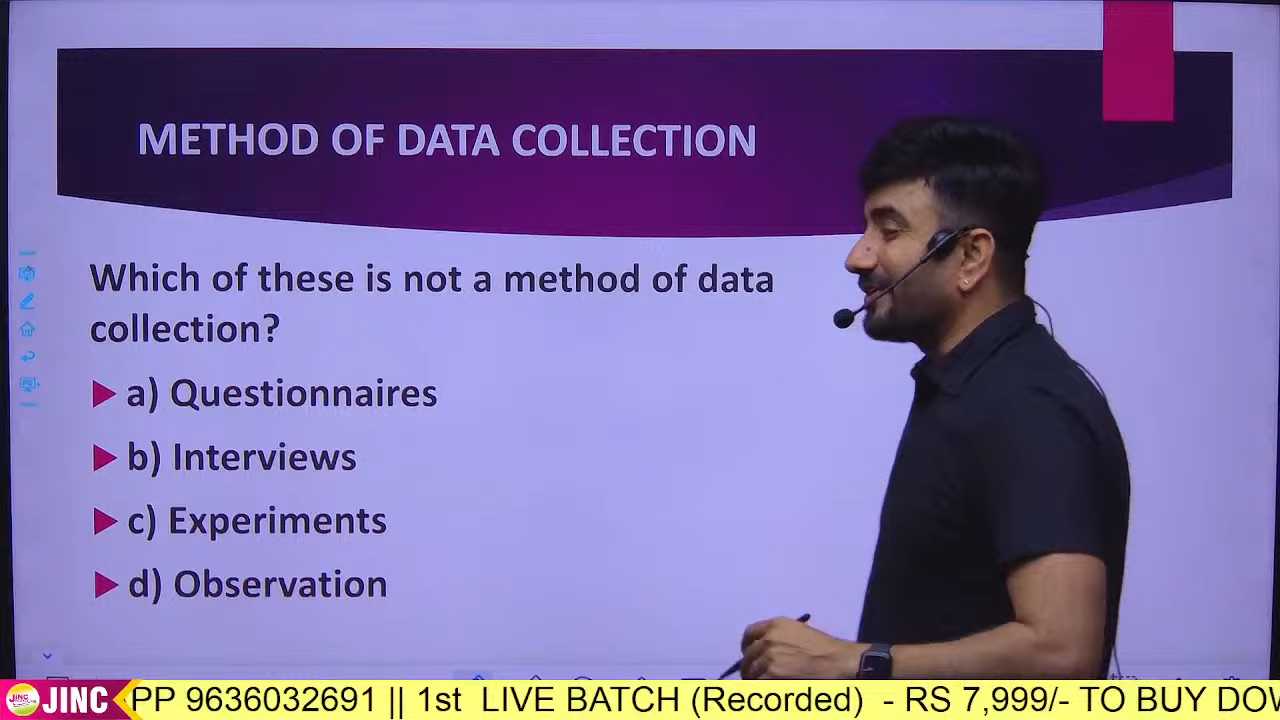 METHOD OF DATA COLLECTION
Which of these is not a method of data
collection?
a) Questionnaires
b) Interviews
c) Experiments
d) Observation
JINC
JINC PP 9636032691 || 1st LIVE BATCH (Recorded) - RS 7,999/- TO BUY DOW